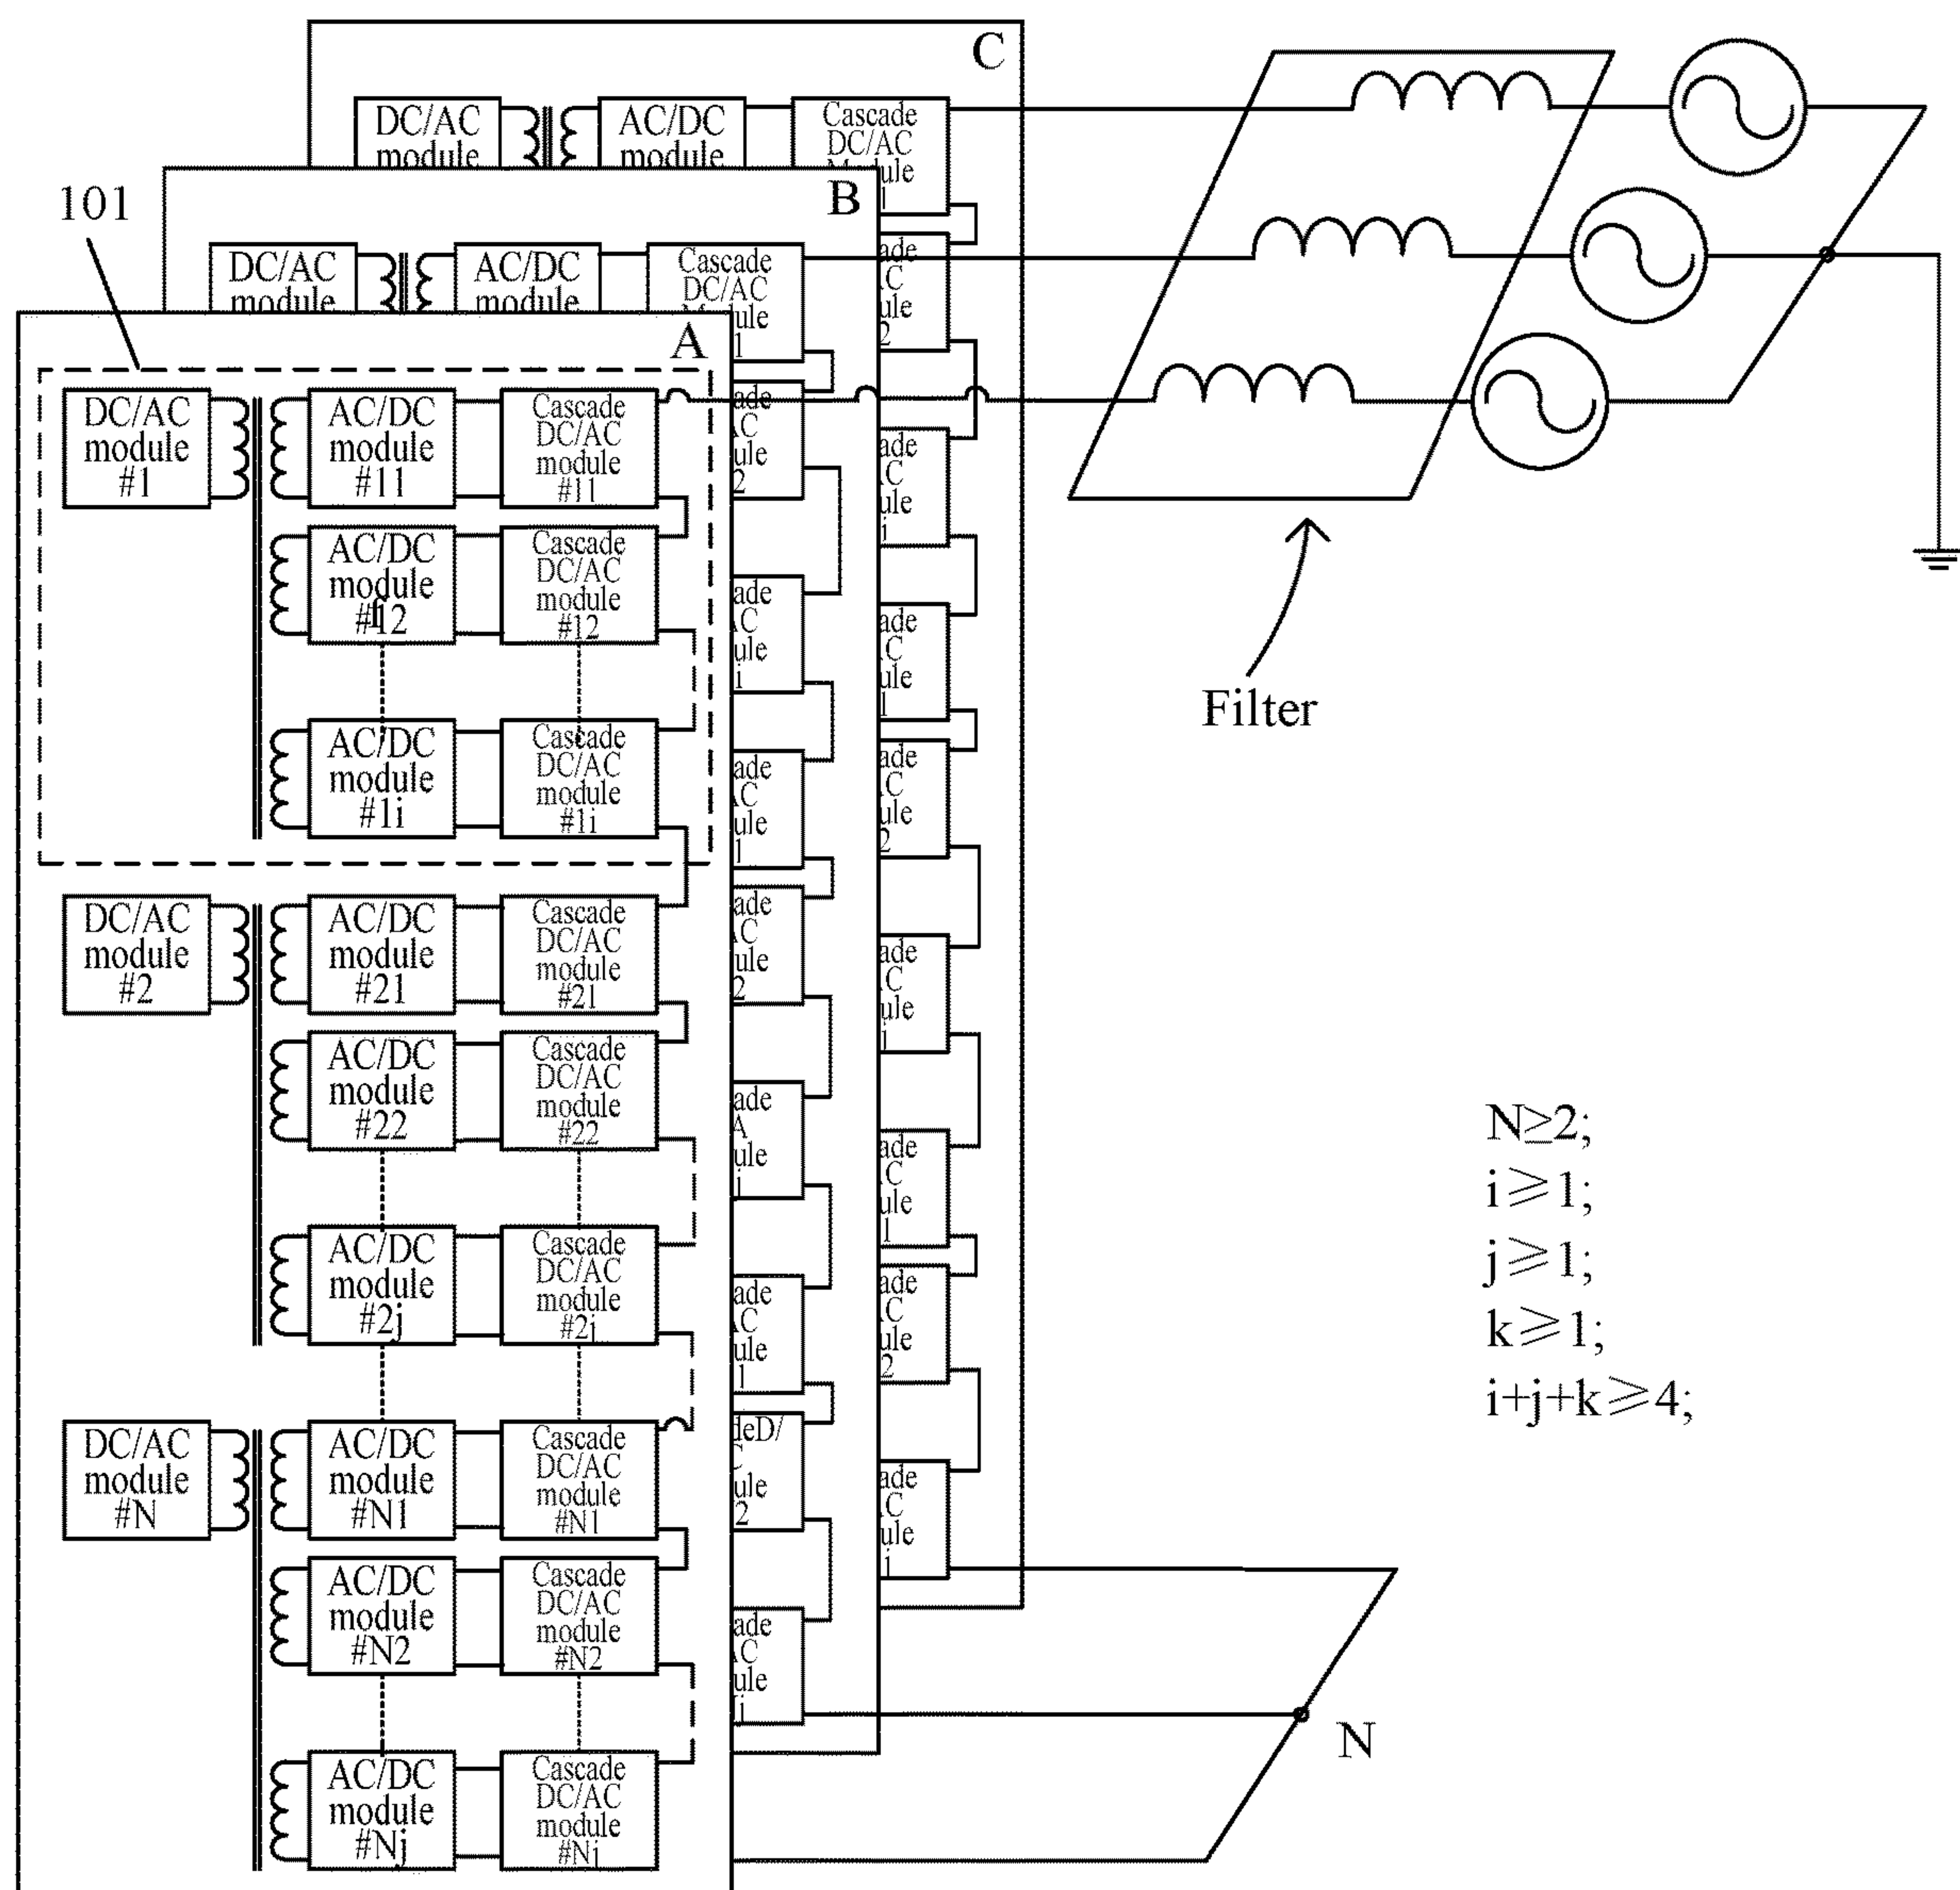 C
DC/AC
module
AC/DC
module
Cascade
DC/AC
ule
1
101
B
DC/AC
module
AC/DC
module
Cascade
DC/AC
ule
1
A
DC/AC
module
#1
AC/DC
module
#11
Cascade
DC/AC
module
#11
AC/DC
module
#12
Cascade
DC/AC
module
#12
AC/DC
module
#1i
Cascade
DC/AC
module
#1i
DC/AC
module
#2
AC/DC
module
#21
Cascade
DC/AC
module
#21
AC/DC
module
#22
Cascade
DC/AC
module
#22
AC/DC
module
#2j
Cascade
DC/AC
module
#2j
DC/AC
module
#N
AC/DC
module
#N1
Cascade
DC/AC
module
#N1
AC/DC
module
#N2
Cascade
DC/AC
module
#N2
AC/DC
module
#Nj
Cascade
DC/AC
module
#Nj
Filter
N≥2;
i≥1;
j≥1;
k≥1;
i+j+k≥4;
N